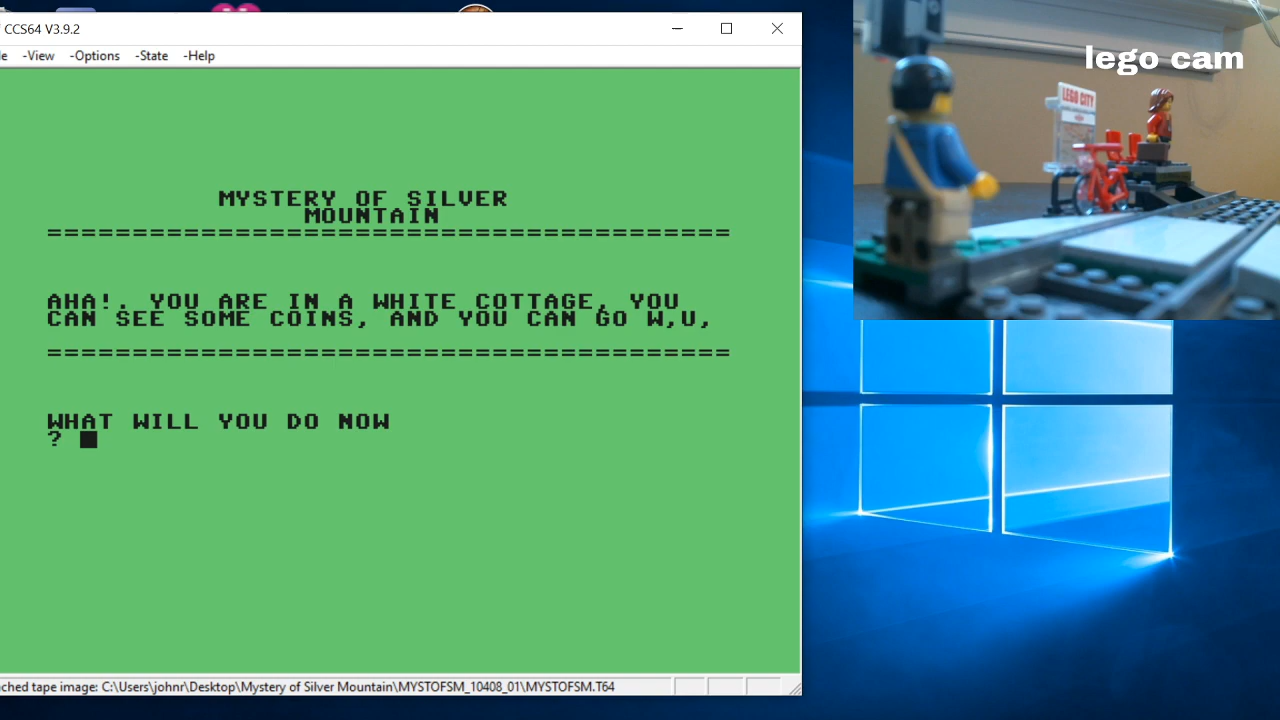 CCS64 V3.9.2
-View -Options -State -Help
MYSTERY OF SILVER
MOUNTAIN
========================================
AHA!. YOU ARE IN A WHITE COTTAGE, YOU
CAN SEE SOME COINS, AND YOU CAN GO W,U,
========================================
WHAT WILL YOU DO NOW
?
ched tape image: C:\Users\johnr\Desktop\Mystery of Silver Mountain\MYSTOFSM_10408_01\MYSTOFSM.T64
lego cam
LEGO CITY